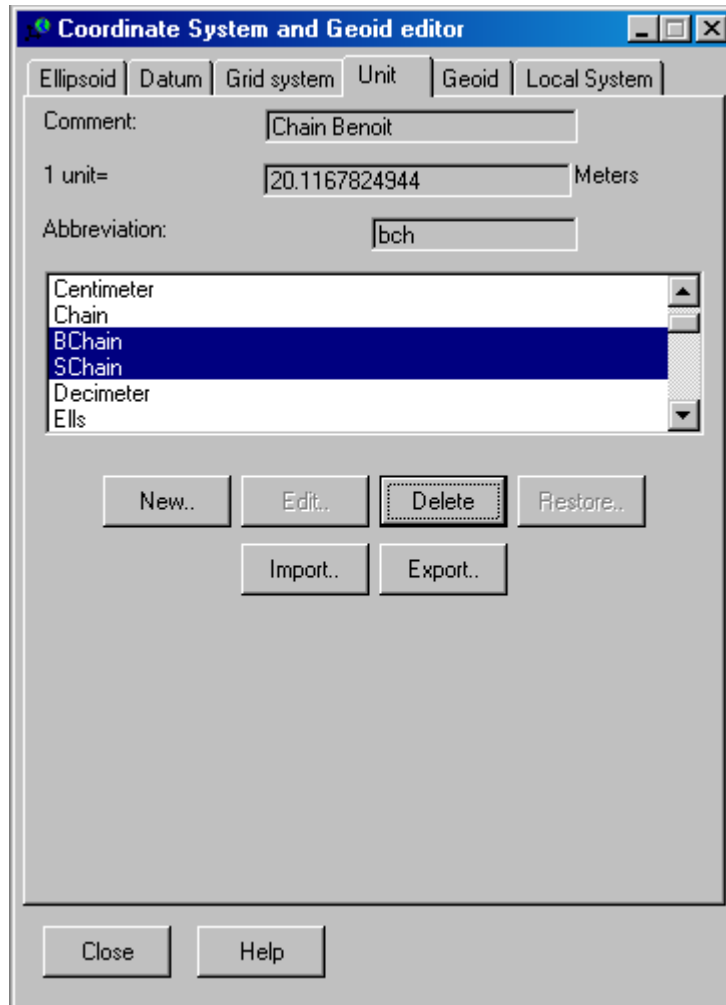 Coordinate System and Geoid editor
Ellipsoid Datum Grid system Unit Geoid Local System
Comment: Chain Benoit
1 unit= 20.1167824944 Meters
Abbreviation: bch
Centimeter
Chain
BChain
SChain
Decimeter
Ells
New.. Edit.. Delete Restore..
Import.. Export..
Close Help